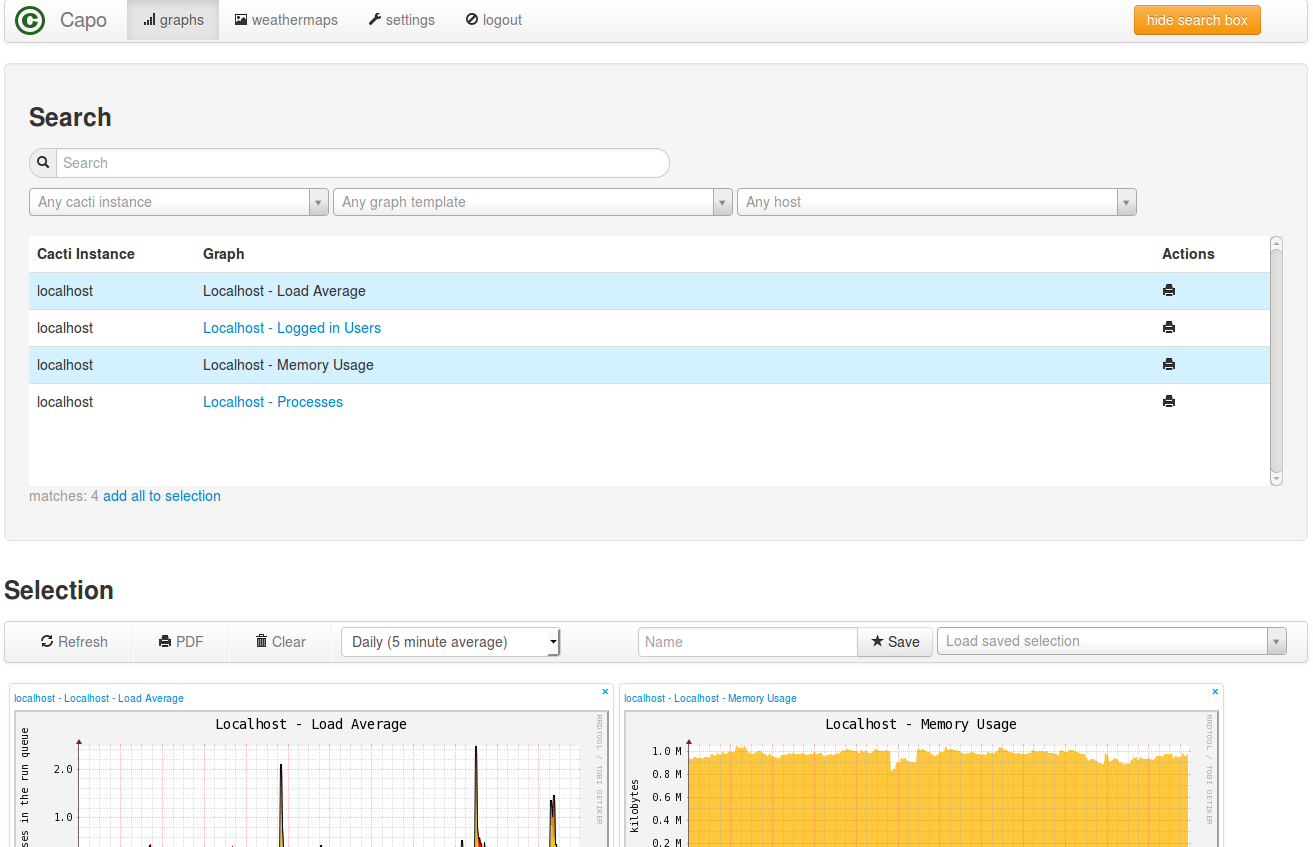 © Capo graphs weathermaps settings logout hide search box
Search
Search
Any cacti instance Any graph template Any host
Cacti Instance Graph Actions
localhost Localhost - Load Average
localhost Localhost - Logged in Users
localhost Localhost - Memory Usage
localhost Localhost - Processes
matches: 4 add all to selection
Selection
Refresh PDF Clear Daily (5 minute average) Name Save Load saved selection
localhost - Localhost - Load Average ×
Localhost - Load Average
RRDTOOL / TOBI OETIKER
ses in the run queue
2.0
1.0
localhost - Localhost - Memory Usage ×
Localhost - Memory Usage
RRDTOOL / TOBI OETIKER
kilobytes
1.0 M
0.8 M
0.6 M
0.4 M
0.2 M